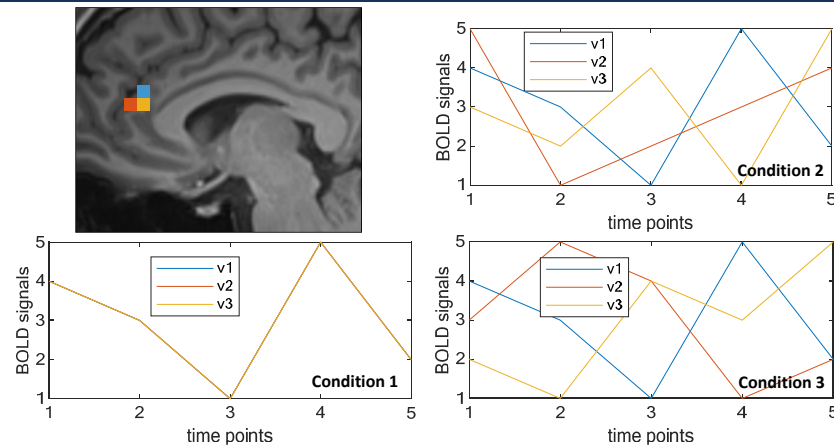 5
4
3
2
1
BOLD signals
v1
v2
v3
Condition 2
1 2 3 4 5
time points
5
4
3
2
1
BOLD signals
v1
v2
v3
Condition 1
1 2 3 4 5
time points
5
4
3
2
1
BOLD signals
v1
v2
v3
Condition 3
1 2 3 4 5
time points